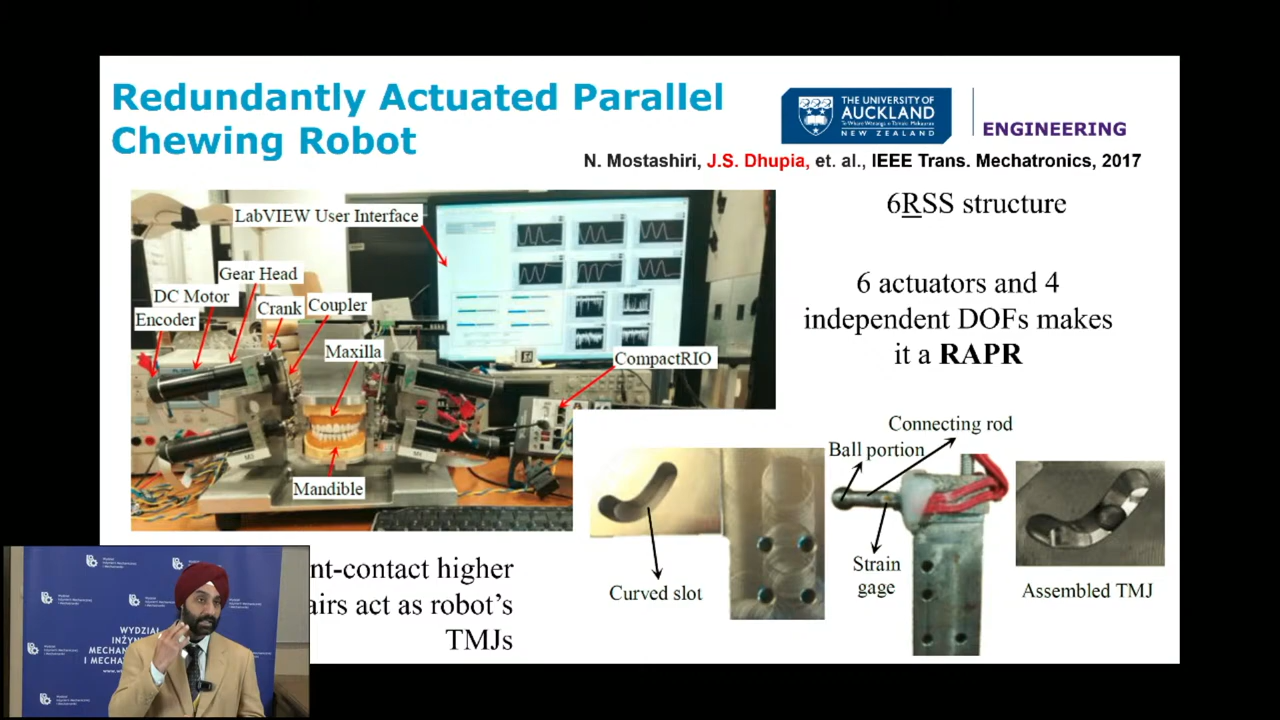 Redundantly Actuated Parallel
Chewing Robot
THE UNIVERSITY OF
AUCKLAND
NEW ZEALAND
ENGINEERING
N. Mostashiri, J.S. Dhupia, et. al., IEEE Trans. Mechatronics, 2017
LabVIEW User Interface
Gear Head
DC Motor
Crank
Coupler
Encoder
Maxilla
CompactRIO
Mandible
6RSS structure
6 actuators and 4
independent DOFs makes
it a RAPR
Connecting rod
Ball portion
Curved slot
Strain
gage
Assembled TMJ
nt-contact higher
airs act as robot's
TMJs
WYDZIAŁ
INŻYN
MECHAN
I MECHA